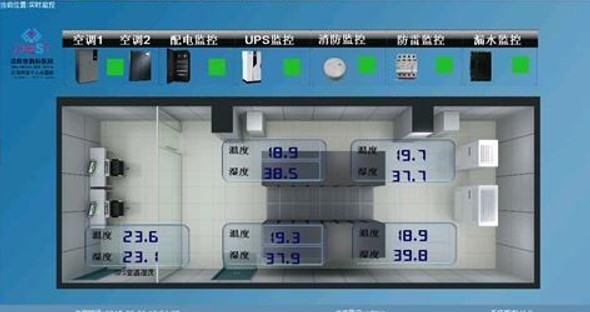 当前位置:实时监控
空调1 空调2 配电监控 UPS监控 消防监控 防雷监控 漏水监控
温度 18.9
湿度 38.5
温度 19.7
湿度 37.7
温度 23.6
湿度 23.1
温度 19.3
湿度 37.9
温度 18.9
湿度 39.8